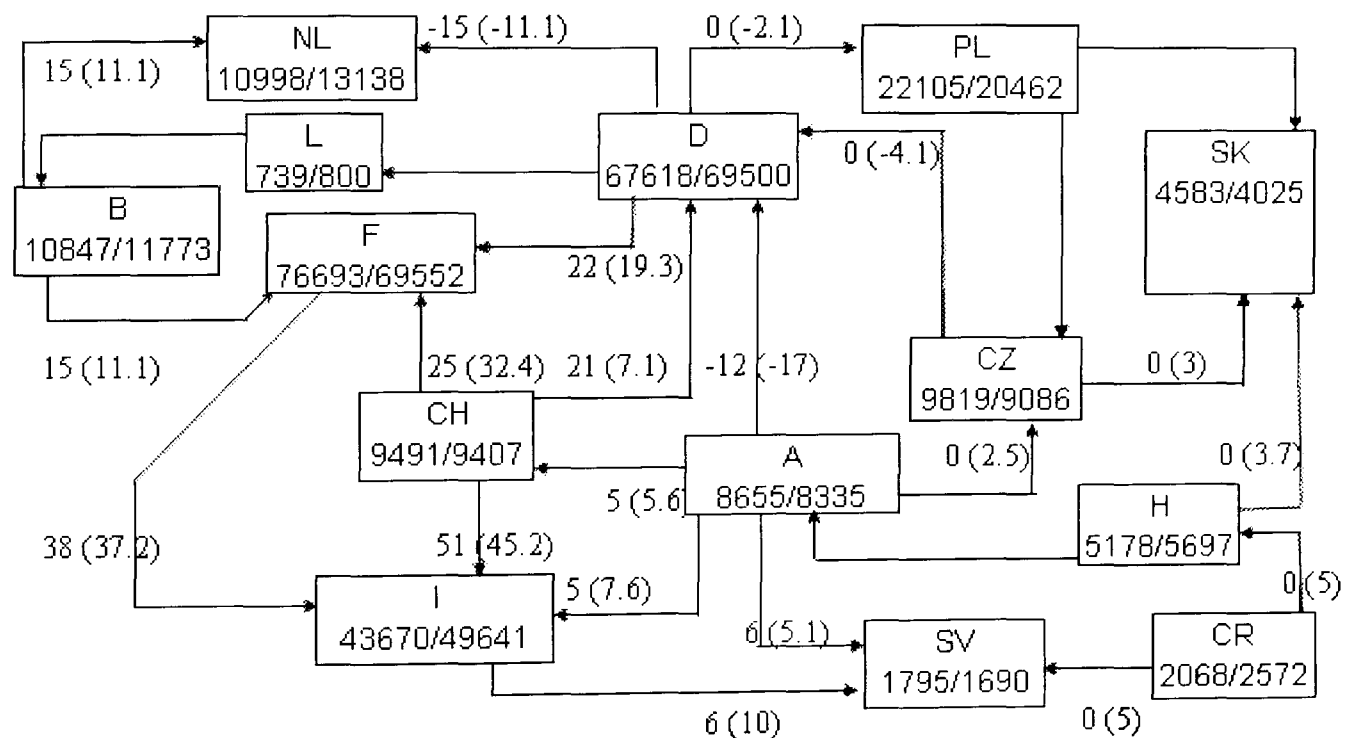 -15 (-11.1)
0 (-2.1)
NL
10998/13138
PL
22105/20462
15 (11.1)
L
739/800
D
67618/69500
0 (-4.1)
SK
4583/4025
B
10847/11773
F
76693/69552
22 (19.3)
15 (11.1)
25 (32.4)
21 (7.1)
-12 (-17)
CZ
9819/9086
0 (3)
CH
9491/9407
A
8655/8335
0 (2.5)
0 (3.7)
5 (5.6)
H
5178/5697
38 (37.2)
51 (45.2)
I
43670/49641
5 (7.6)
6 (5.1)
0 (5)
SV
1795/1690
CR
2068/2572
6 (10)
0 (5)